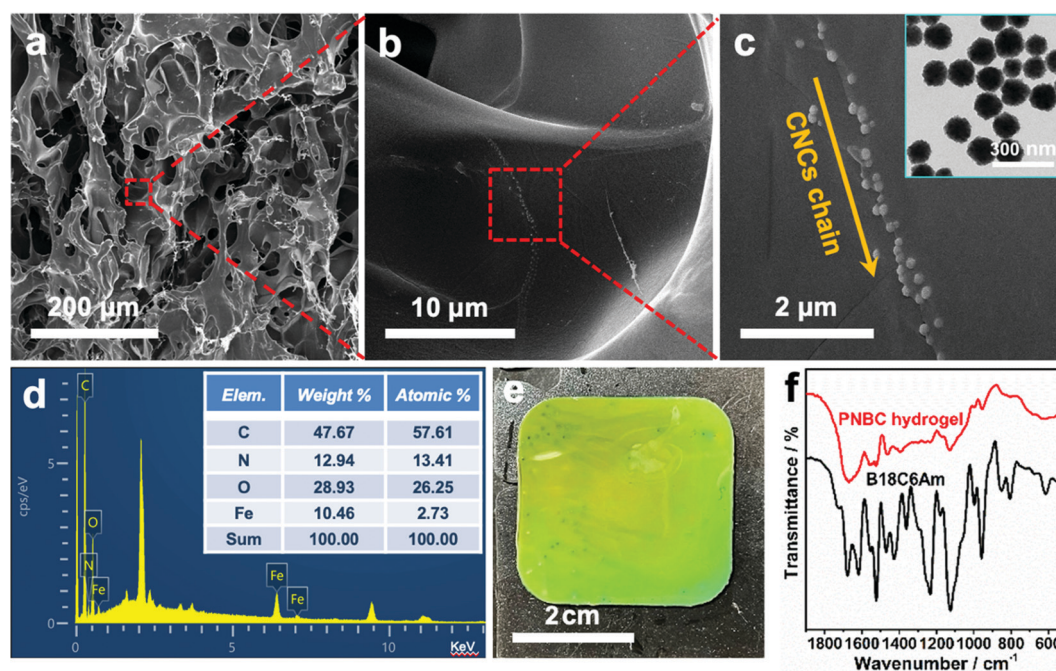 a
200 μm
b
10 μm
c
CNCs chain
300 nm
2 μm
d
C
O
N
Fe
Fe
Fe
5
0
cps/eV
0
5
10
KeV
Elem. Weight % Atomic %
C 47.67 57.61
N 12.94 13.41
O 28.93 26.25
Fe 10.46 2.73
Sum 100.00 100.00
e
2 cm
f
PNBC hydrogel
B18C6Am
Transmittance / %
1800 1600 1400 1200 1000 800
Wavenumber / cm⁻¹